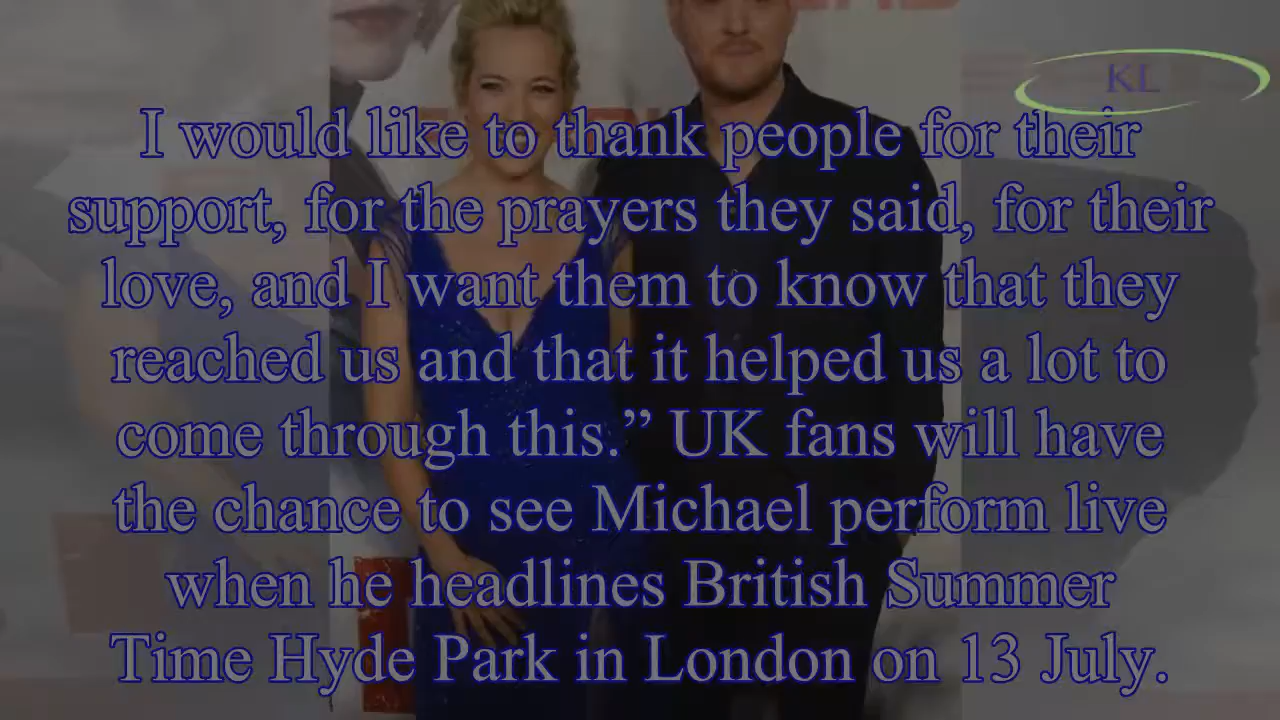 KL
I would like to thank people for their
support, for the prayers they said, for their
love, and I want them to know that they
reached us and that it helped us a lot to
come through this.” UK fans will have
the chance to see Michael perform live
when he headlines British Summer
Time Hyde Park in London on 13 July.